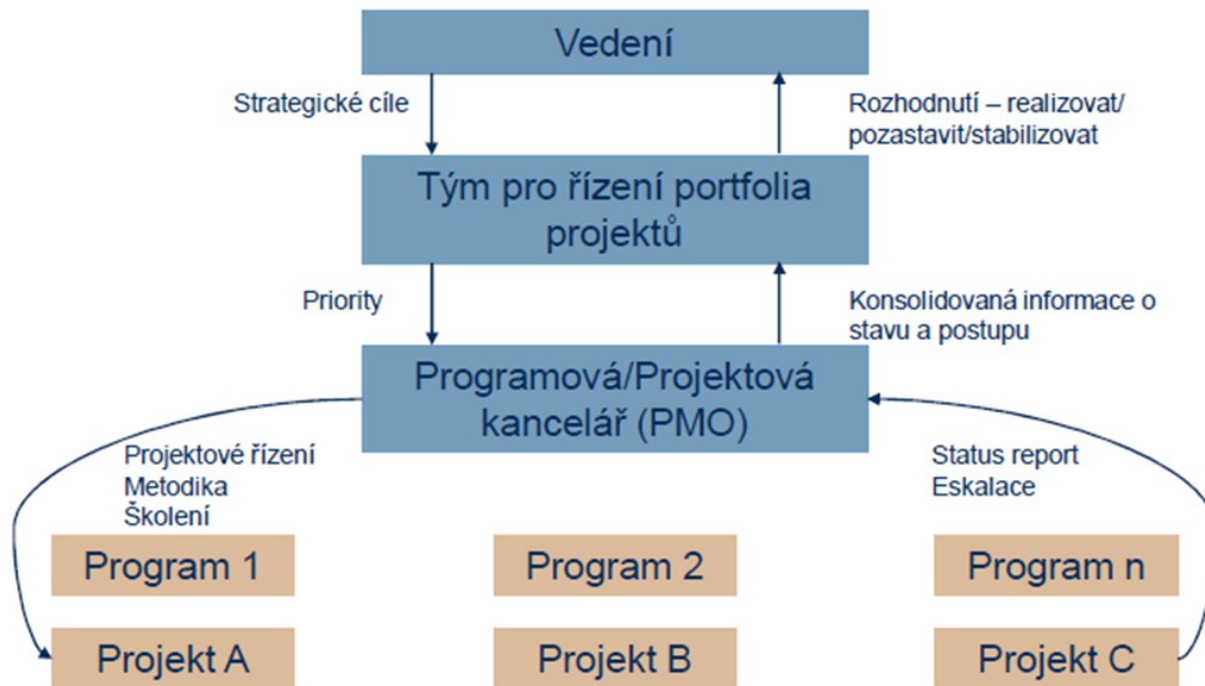 Vedení
Strategické cíle
Rozhodnutí – realizovat/
pozastavit/stabilizovat
Tým pro řízení portfolia
projektů
Priority
Konsolidovaná informace o
stavu a postupu
Programová/Projektová
kancelář (PMO)
Projektové řízení
Metodika
Školení
Status report
Eskalace
Program 1
Program 2
Program n
Projekt A
Projekt B
Projekt C